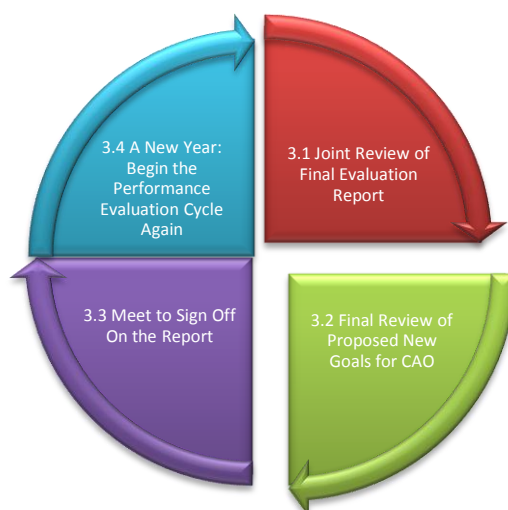 3.1 Joint Review of
Final Evaluation
Report
3.2 Final Review of
Proposed New
Goals for CAO
3.3 Meet to Sign Off
On the Report
3.4 A New Year:
Begin the
Performance
Evaluation Cycle
Again